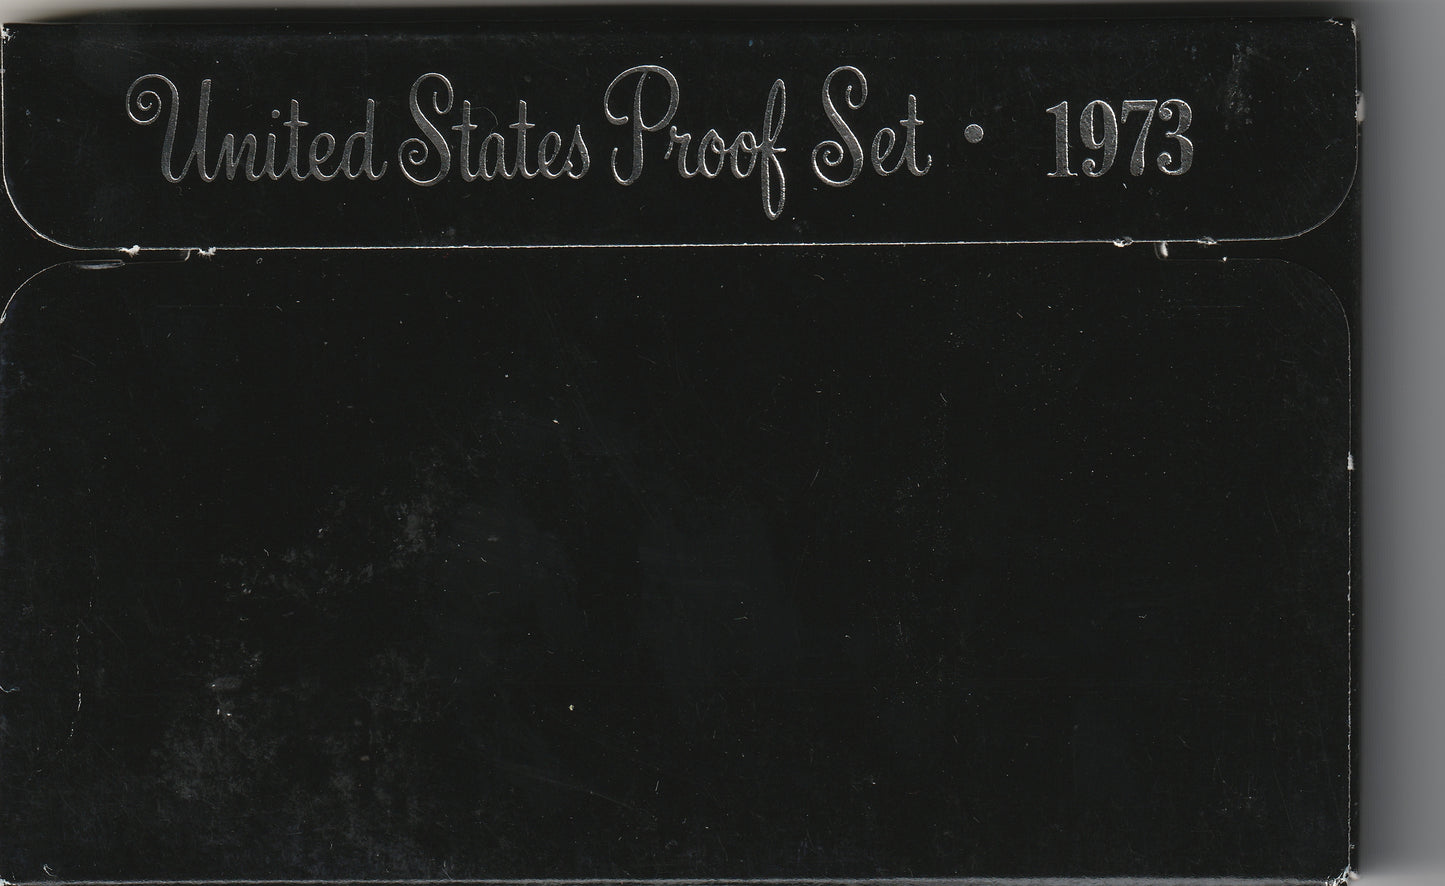 United States Proof Set • 1973